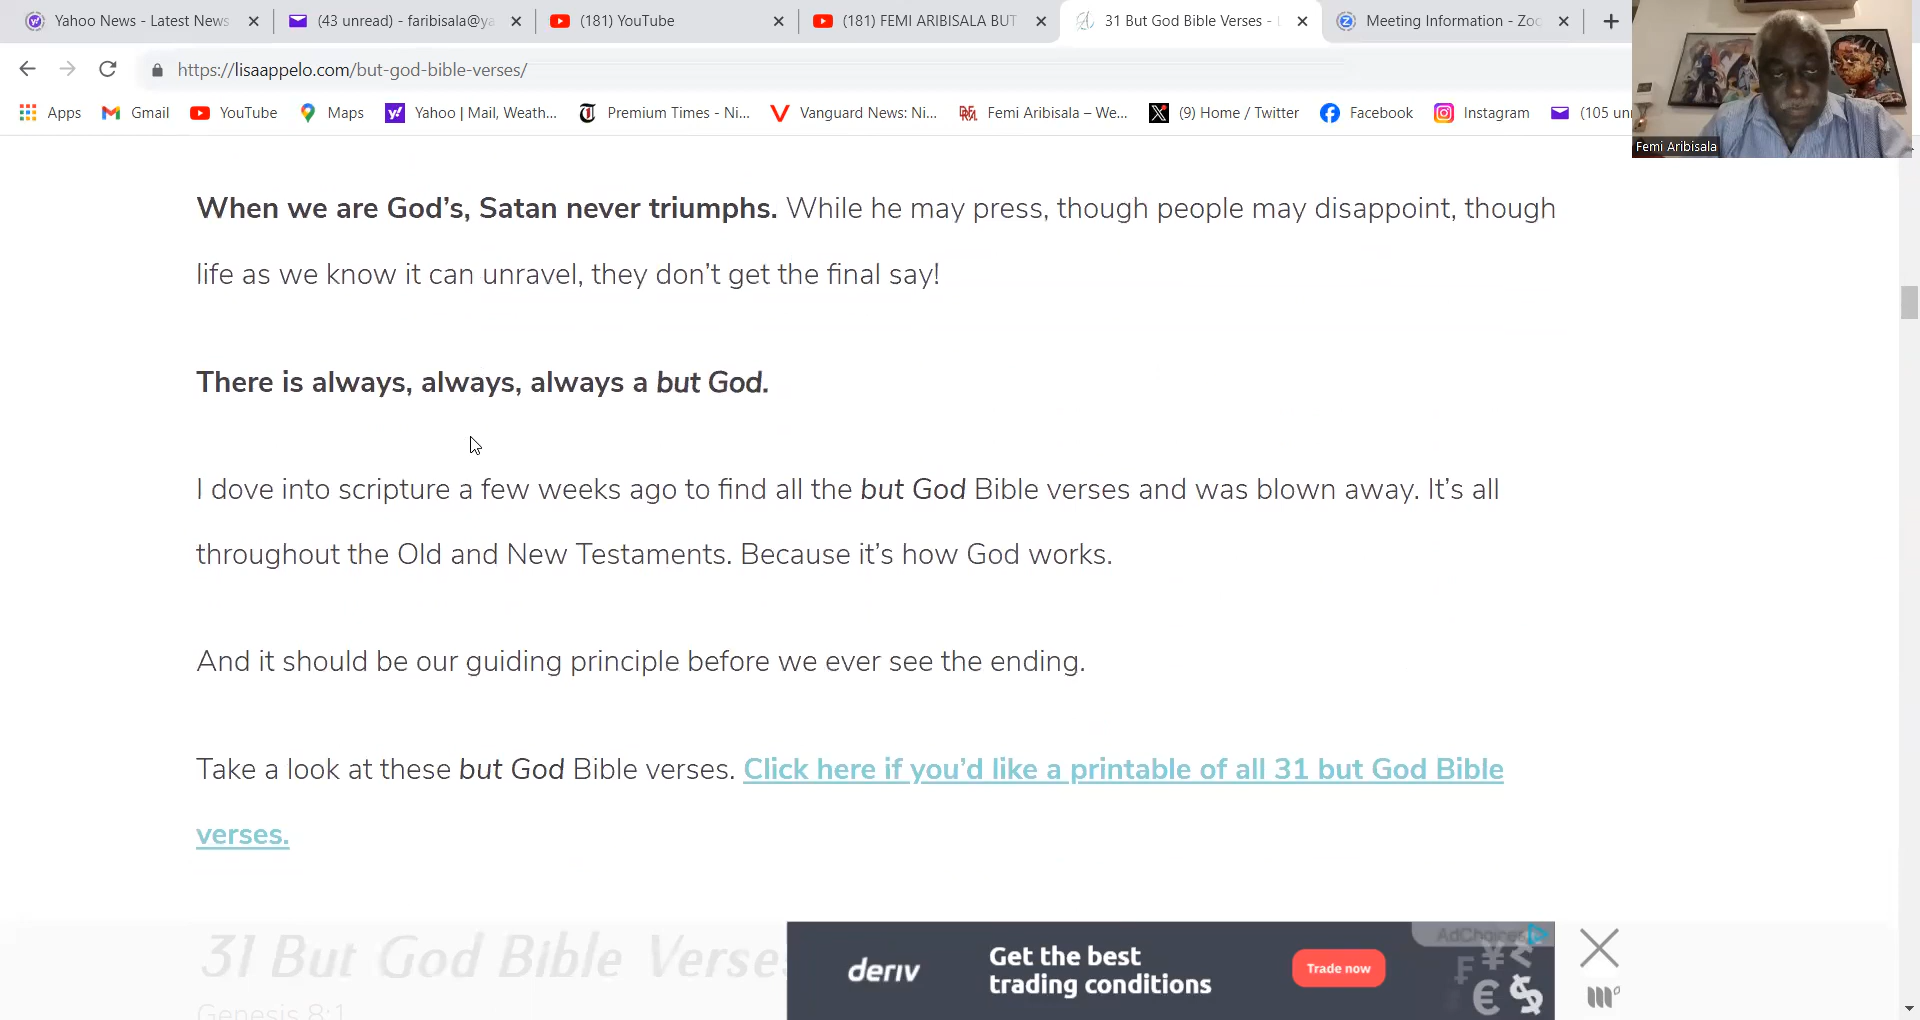 Yahoo News - Latest News
(43 unread) - faribisala@ya
(181) YouTube
(181) FEMI ARIBISALA BUT
31 But God Bible Verses -
Meeting Information - Zoo
https://lisaappelo.com/but-god-bible-verses/
Apps
Gmail
YouTube
Maps
Yahoo | Mail, Weath...
Premium Times - Ni...
Vanguard News: Ni...
Femi Aribisala – We...
(9) Home / Twitter
Facebook
Instagram
(105 unr
Femi Aribisala
When we are God’s, Satan never triumphs. While he may press, though people may disappoint, though
life as we know it can unravel, they don’t get the final say!
There is always, always, always a but God.
I dove into scripture a few weeks ago to find all the but God Bible verses and was blown away. It’s all
throughout the Old and New Testaments. Because it’s how God works.
And it should be our guiding principle before we ever see the ending.
Take a look at these but God Bible verses. Click here if you’d like a printable of all 31 but God Bible
verses.
31 But God Bible Verses
Genesis 8:1
deriv
Get the best
trading conditions
Trade now
AdChoices